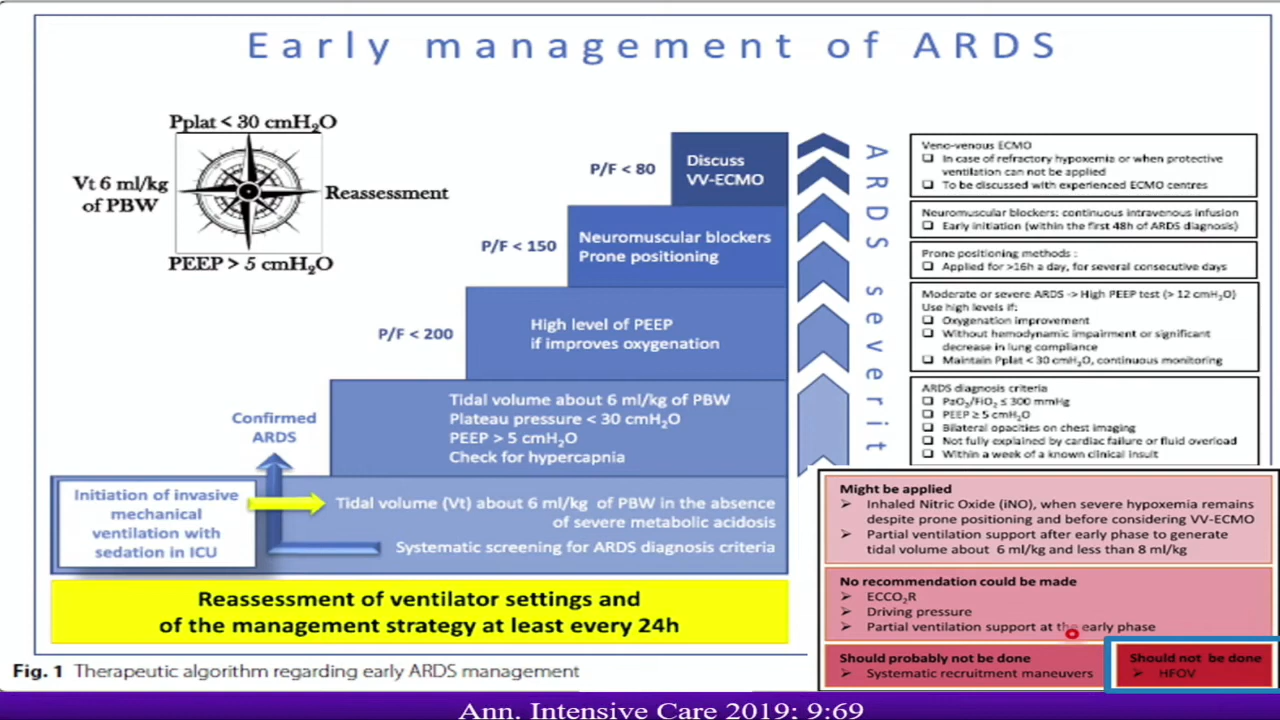 Early management of ARDS
Pplat < 30 cmH₂O
Vt 6 ml/kg
of PBW
Reassessment
PEEP > 5 cmH₂O
P/F < 80
Discuss
VV-ECMO
P/F < 150
Neuromuscular blockers
Prone positioning
P/F < 200
High level of PEEP
if improves oxygenation
Confirmed
ARDS
Tidal volume about 6 ml/kg of PBW
Plateau pressure < 30 cmH₂O
PEEP > 5 cmH₂O
Check for hypercapnia
Initiation of invasive
mechanical
ventilation with
sedation in ICU
Tidal volume (Vt) about 6 ml/kg of PBW in the absence
of severe metabolic acidosis
Systematic screening for ARDS diagnosis criteria
Reassessment of ventilator settings and
of the management strategy at least every 24h
ARDS severit
Veno-venous ECMO
❑ In case of refractory hypoxemia or when protective
ventilation can not be applied
❑ To be discussed with experienced ECMO centres
Neuromuscular blockers: continuous intravenous infusion
❑ Early initiation (within the first 48h of ARDS diagnosis)
Prone positioning methods :
❑ Applied for >16h a day, for several consecutive days
Moderate or severe ARDS -> High PEEP test (> 12 cmH₂O)
Use high levels if:
❑ Oxygenation improvement
❑ Without hemodynamic impairment or significant
decrease in lung compliance
❑ Maintain Pplat < 30 cmH₂O, continuous monitoring
ARDS diagnosis criteria
❑ PaO₂/FiO₂ ≤ 300 mmHg
❑ PEEP ≥ 5 cmH₂O
❑ Bilateral opacities on chest imaging
❑ Not fully explained by cardiac failure or fluid overload
❑ Within a week of a known clinical insult
Might be applied
➢ Inhaled Nitric Oxide (iNO), when severe hypoxemia remains
despite prone positioning and before considering VV-ECMO
➢ Partial ventilation support after early phase to generate
tidal volume about 6 ml/kg and less than 8 ml/kg
No recommendation could be made
➢ ECCO₂R
➢ Driving pressure
➢ Partial ventilation support at the early phase
Should probably not be done
➢ Systematic recruitment maneuvers
Should not be done
➢ HFOV
Fig. 1 Therapeutic algorithm regarding early ARDS management
Ann. Intensive Care 2019; 9:69